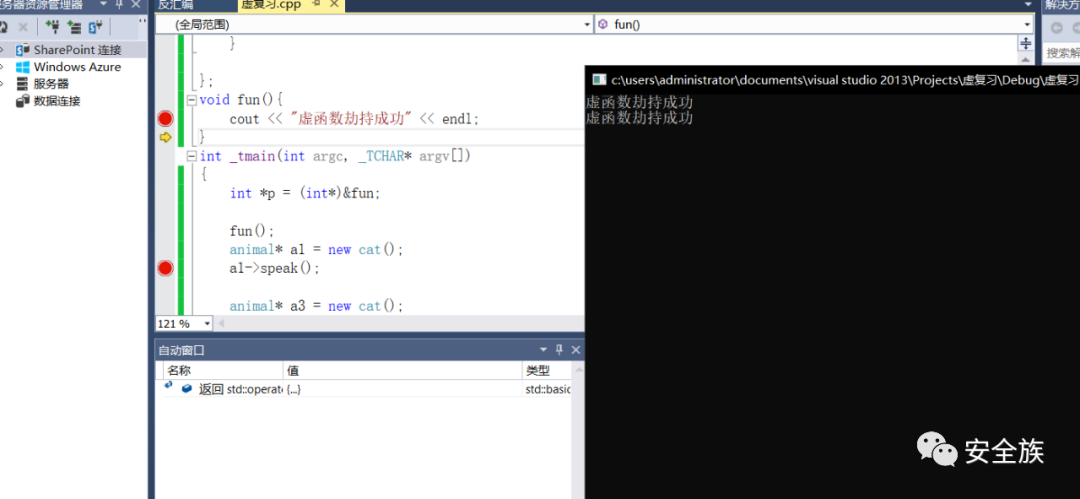 服务器资源管理器
SharePoint 连接
Windows Azure
服务器
数据连接
反汇编
虚复习.cpp
(全局范围)
fun()
}
};
void fun(){
cout << "虚函数劫持成功" << endl;
}
int _tmain(int argc, _TCHAR* argv[])
{
int *p = (int*)&fun;
fun();
animal* a1 = new cat();
a1->speak();
animal* a3 = new cat();
121 %
自动窗口
名称
值
类型
返回 std::operat
{...}
std::basic
c:\users\administrator\documents\visual studio 2013\Projects\虚复习\Debug\虚复习
虚函数劫持成功
虚函数劫持成功
解决方
搜索解
安全族